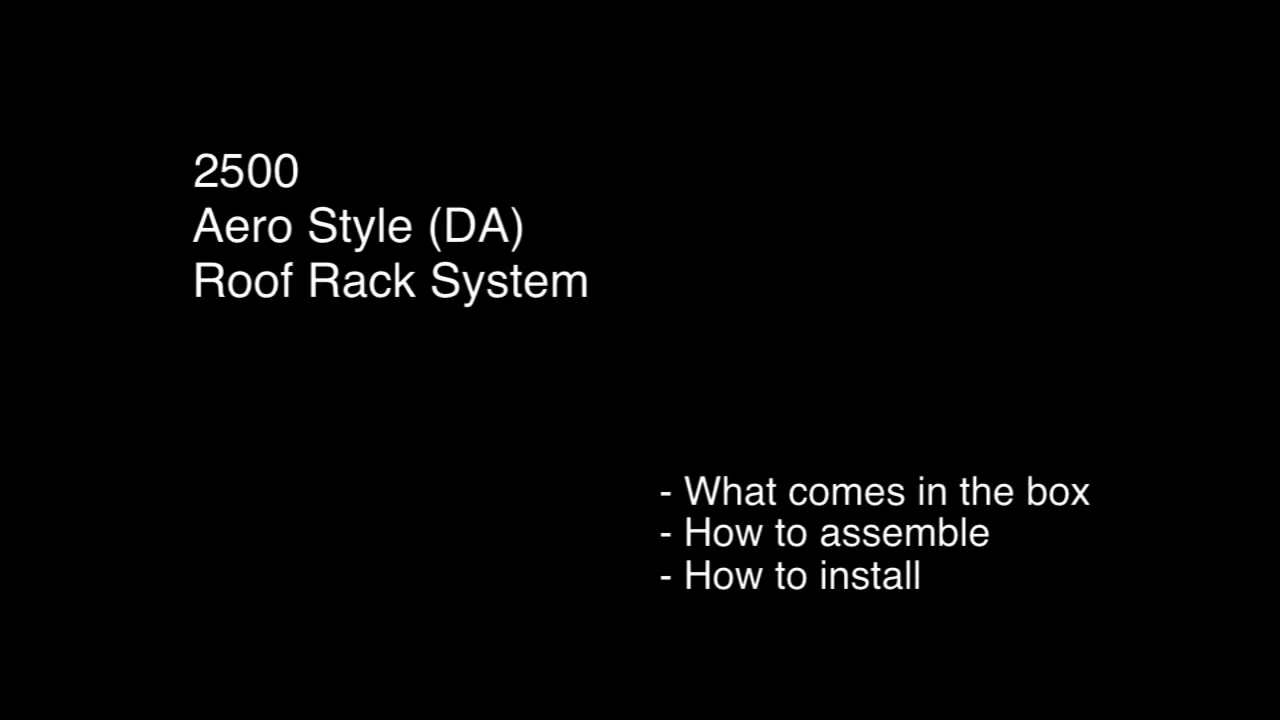 2500
Aero Style (DA)
Roof Rack System
- What comes in the box
- How to assemble
- How to install